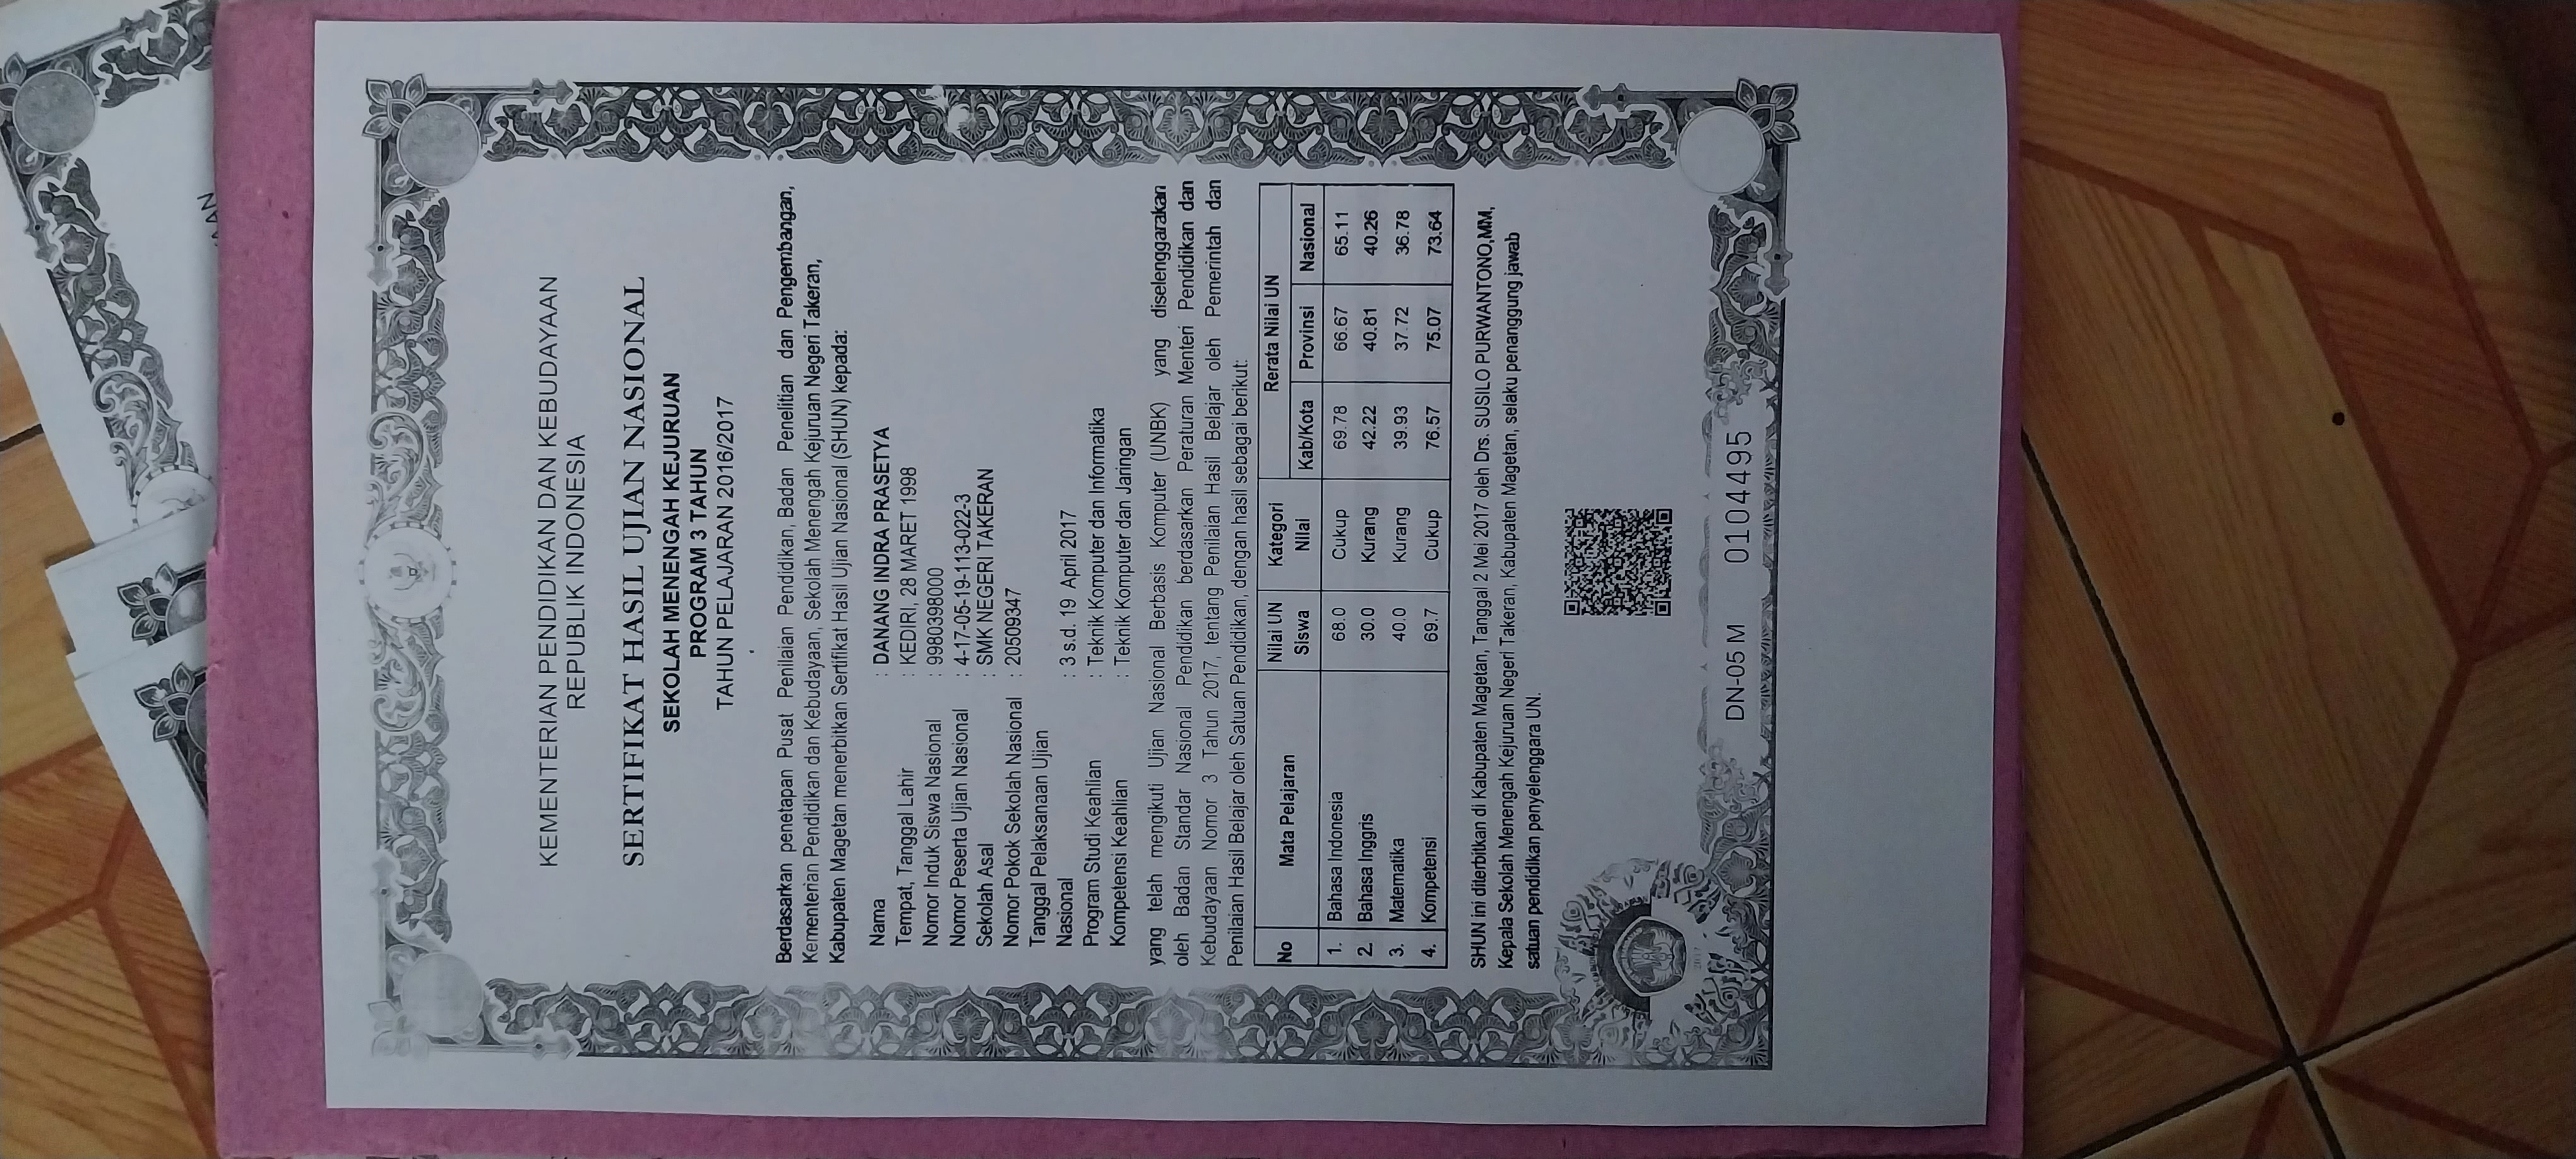 AAN
KEMENTERIAN PENDIDIKAN DAN KEBUDAYAAN
REPUBLIK INDONESIA
SERTIFIKAT HASIL UJIAN NASIONAL
SEKOLAH MENENGAH KEJURUAN
PROGRAM 3 TAHUN
TAHUN PELAJARAN 2016/2017
Berdasarkan penetapan Pusat Penilaian Pendidikan, Badan Penelitian dan Pengembangan,
Kementerian Pendidikan dan Kebudayaan, Sekolah Menengah Kejuruan Negeri Takeran,
Kabupaten Magetan menerbitkan Sertifikat Hasil Ujian Nasional (SHUN) kepada:
Nama : DANANG INDRA PRASETYA
Tempat, Tanggal Lahir : KEDIRI, 28 MARET 1998
Nomor Induk Siswa Nasional : 9980398000
Nomor Peserta Ujian Nasional : 4-17-05-19-113-022-3
Sekolah Asal : SMK NEGERI TAKERAN
Nomor Pokok Sekolah Nasional : 20509347
Tanggal Pelaksanaan Ujian
Nasional : 3 s.d. 19 April 2017
Program Studi Keahlian : Teknik Komputer dan Informatika
Kompetensi Keahlian : Teknik Komputer dan Jaringan
yang telah mengikuti Ujian Nasional Berbasis Komputer (UNBK) yang diselenggarakan
oleh Badan Standar Nasional Pendidikan berdasarkan Peraturan Menteri Pendidikan dan
Kebudayaan Nomor 3 Tahun 2017, tentang Penilaian Hasil Belajar oleh Pemerintah dan
Penilaian Hasil Belajar oleh Satuan Pendidikan, dengan hasil sebagai berikut:
No Mata Pelajaran Nilai UN Siswa Kategori Nilai Rerata Nilai UN
Kab/Kota Provinsi Nasional
1. Bahasa Indonesia 68.0 Cukup 69.78 66.67 65.11
2. Bahasa Inggris 30.0 Kurang 42.22 40.81 40.26
3. Matematika 40.0 Kurang 39.93 37.72 36.78
4. Kompetensi 69.7 Cukup 76.57 75.07 73.64
SHUN ini diterbitkan di Kabupaten Magetan, Tanggal 2 Mei 2017 oleh Drs. SUSILO PURWANTONO,MM,
Kepala Sekolah Menengah Kejuruan Negeri Takeran, Kabupaten Magetan, selaku penanggung jawab
satuan pendidikan penyelenggara UN.
2017
DN-05 M 0104495